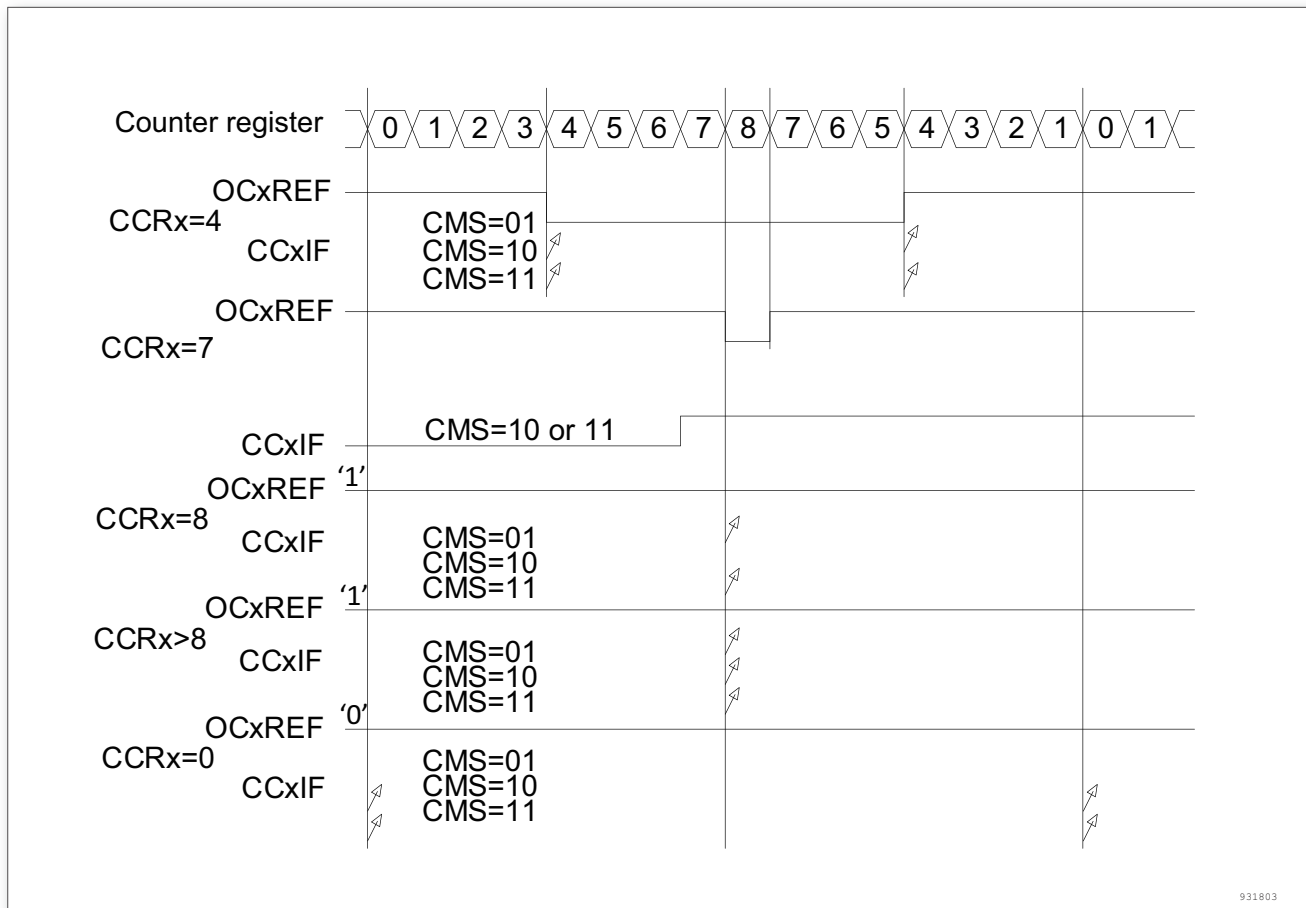 Counter register 0 1 2 3 4 5 6 7 8 7 6 5 4 3 2 1 0 1
OCxREF
CCRx=4
CMS=01
CCxIF
CMS=10
CMS=11
OCxREF
CCRx=7
CMS=10 or 11
CCxIF
OCxREF '1'
CCRx=8
CCxIF
CMS=01
CMS=10
CMS=11
OCxREF '1'
CCRx>8
CCxIF
CMS=01
CMS=10
CMS=11
OCxREF '0'
CCRx=0
CCxIF
CMS=01
CMS=10
CMS=11
931803